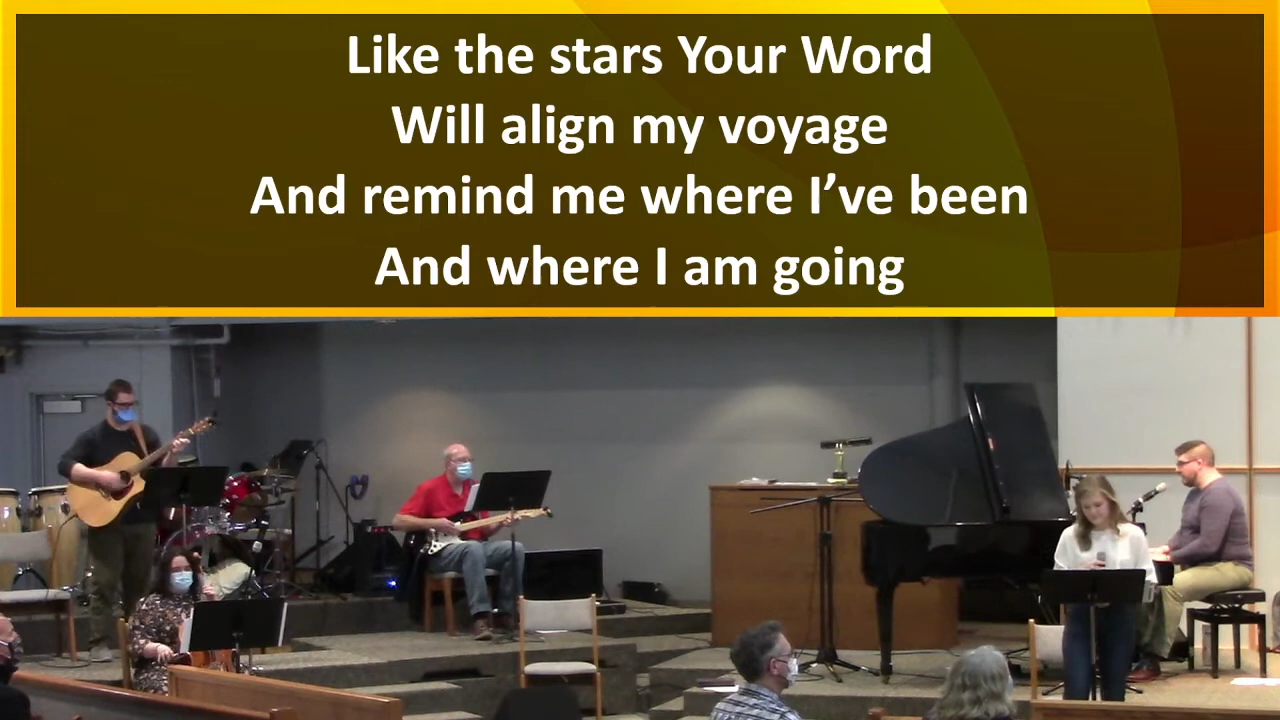 Like the stars Your Word
Will align my voyage
And remind me where I’ve been
And where I am going